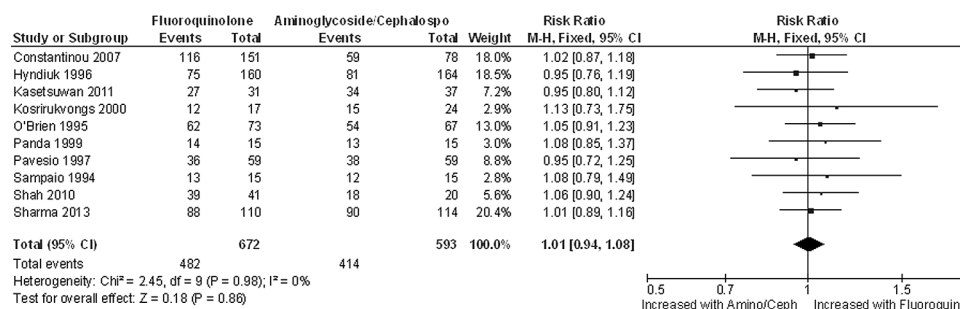 Fluoroquinolone Aminoglycoside/Cephalospo Risk Ratio Risk Ratio
Study or Subgroup Events Total Events Total Weight M-H, Fixed, 95% CI M-H, Fixed, 95% CI
Constantinou 2007 116 151 59 78 18.0% 1.02 [0.87, 1.18]
Hyndiuk 1996 75 160 81 164 18.5% 0.95 [0.76, 1.19]
Kasetsuwan 2011 27 31 34 37 7.2% 0.95 [0.80, 1.12]
Kosrirukvongs 2000 12 17 15 24 2.9% 1.13 [0.73, 1.75]
O'Brien 1995 62 73 54 67 13.0% 1.05 [0.91, 1.23]
Panda 1999 14 15 13 15 3.0% 1.08 [0.85, 1.37]
Pavesio 1997 36 59 38 59 8.8% 0.95 [0.72, 1.25]
Sampaio 1994 13 15 12 15 2.8% 1.08 [0.79, 1.49]
Shah 2010 39 41 18 20 5.6% 1.06 [0.90, 1.24]
Sharma 2013 88 110 90 114 20.4% 1.01 [0.89, 1.16]
Total (95% CI) 672 593 100.0% 1.01 [0.94, 1.08]
Total events 482 414
Heterogeneity: Chi² = 2.45, df = 9 (P = 0.98); I² = 0%
Test for overall effect: Z = 0.18 (P = 0.86)
0.5 0.7 1 1.5
Increased with Amino/Ceph Increased with Fluoroquin